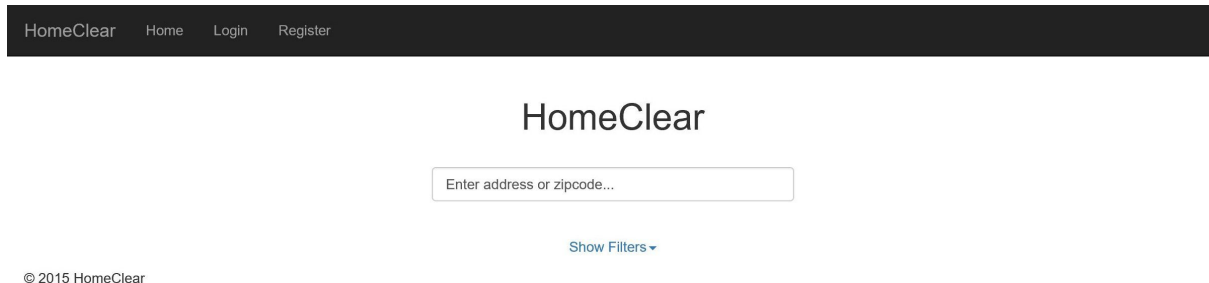 HomeClear Home Login Register
HomeClear
Enter address or zipcode...
Show Filters
© 2015 HomeClear